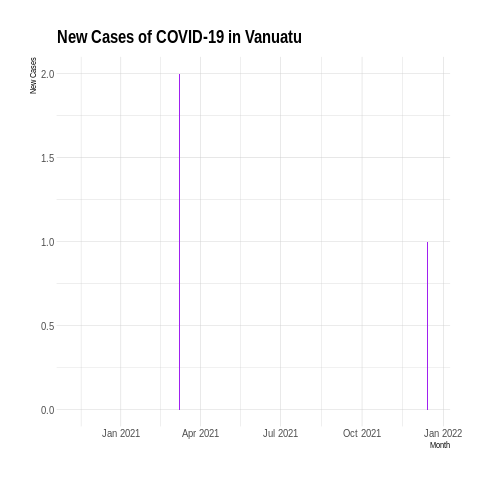 New Cases of COVID-19 in Vanuatu
New Cases
2.0
1.5
1.0
0.5
0.0
Jan 2021 Apr 2021 Jul 2021 Oct 2021 Jan 2022
Month